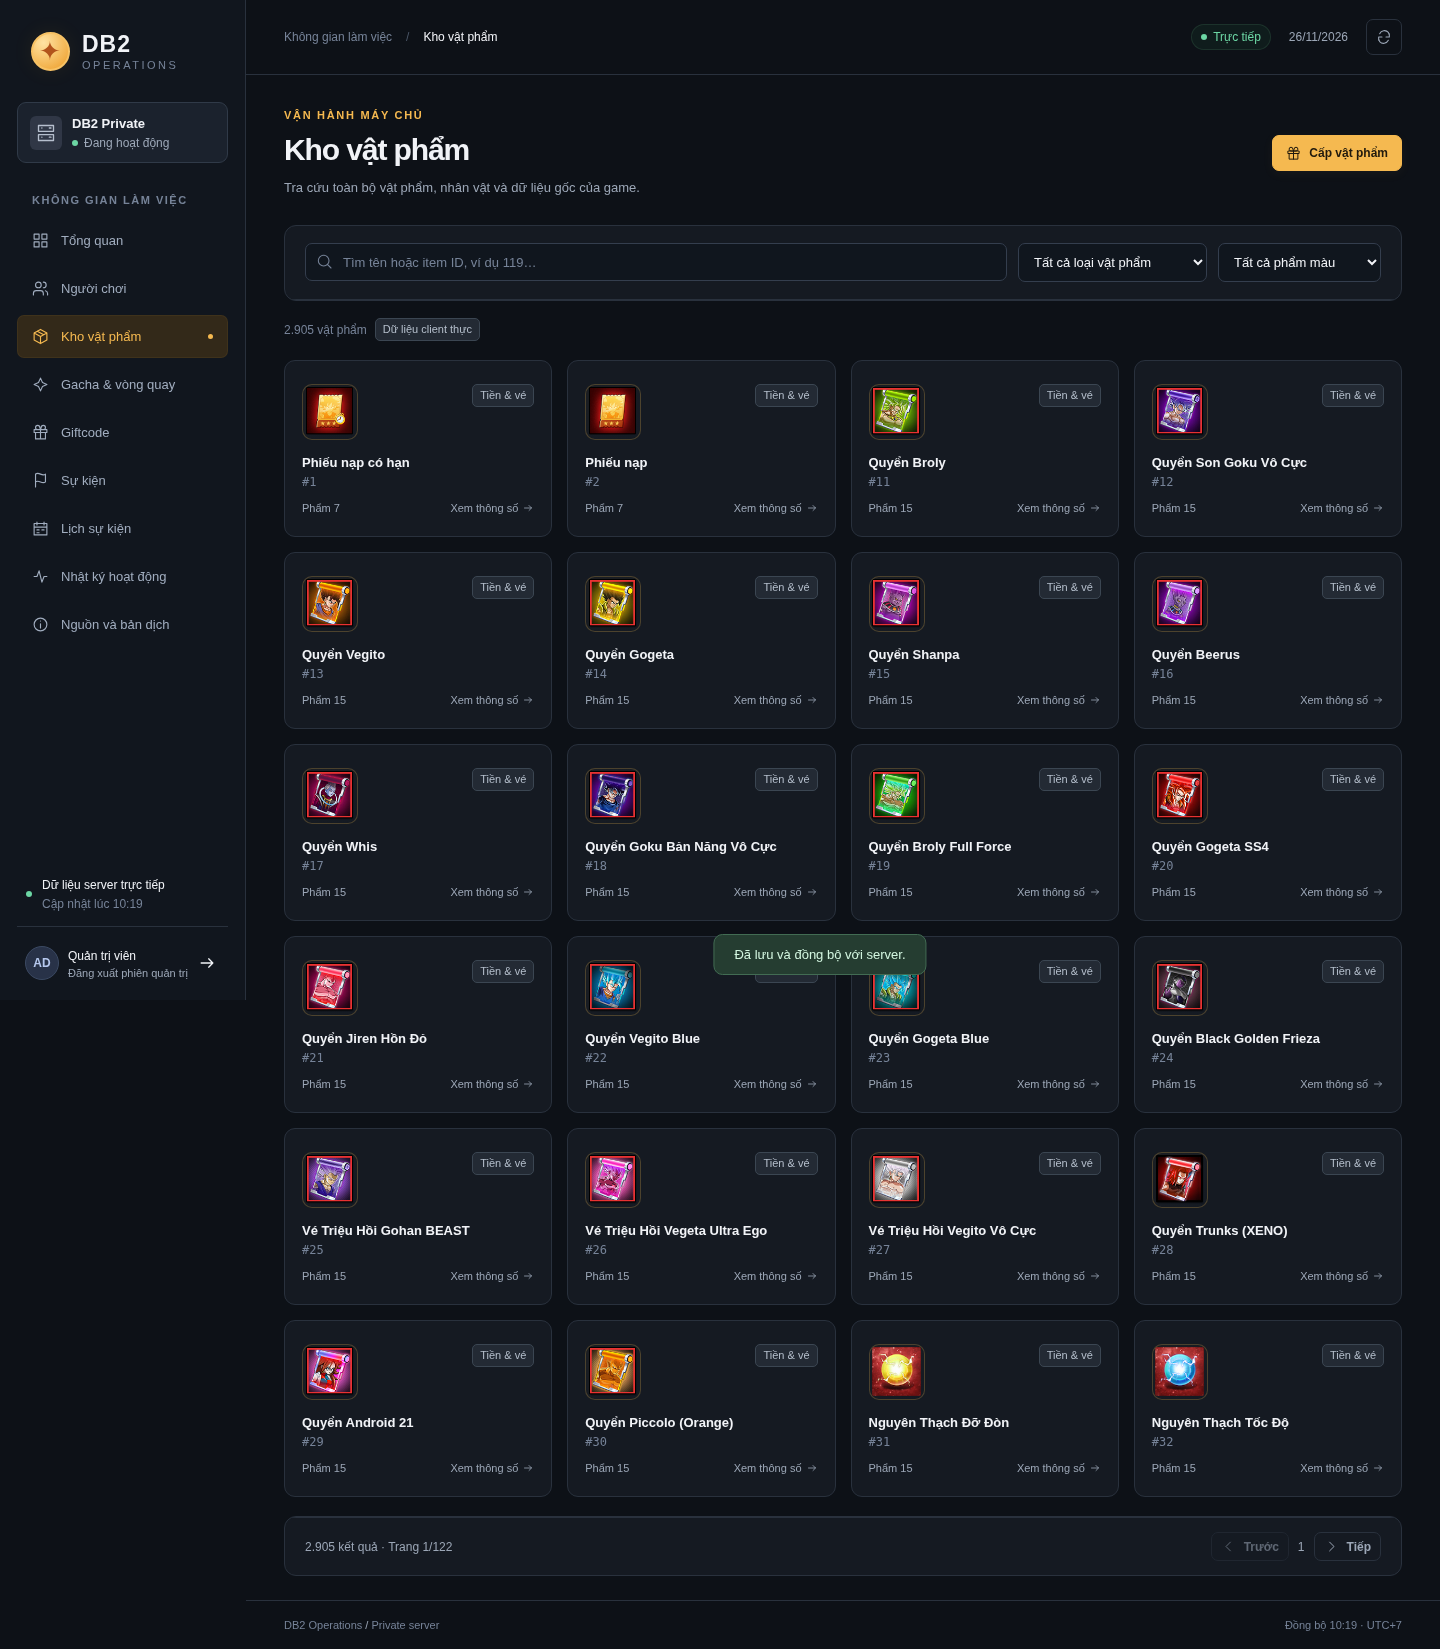 DB2
OPERATIONS
DB2 Private
Đang hoạt động
KHÔNG GIAN LÀM VIỆC
Tổng quan
Người chơi
Kho vật phẩm
Gacha & vòng quay
Giftcode
Sự kiện
Lịch sự kiện
Nhật ký hoạt động
Nguồn và bản dịch
Dữ liệu server trực tiếp
Cập nhật lúc 10:19
AD
Quản trị viên
Đăng xuất phiên quản trị
Không gian làm việc / Kho vật phẩm
Trực tiếp 26/11/2026
VẬN HÀNH MÁY CHỦ
Kho vật phẩm
Tra cứu toàn bộ vật phẩm, nhân vật và dữ liệu gốc của game.
Cấp vật phẩm
Tìm tên hoặc item ID, ví dụ 119… Tất cả loại vật phẩm Tất cả phẩm màu
2.905 vật phẩm Dữ liệu client thực
Tiền & vé Tiền & vé Tiền & vé Tiền & vé
Phiếu nạp có hạn Phiếu nạp Quyển Broly Quyển Son Goku Vô Cực
#1 #2 #11 #12
Phẩm 7 Xem thông số → Phẩm 7 Xem thông số → Phẩm 15 Xem thông số → Phẩm 15 Xem thông số →
Tiền & vé Tiền & vé Tiền & vé Tiền & vé
Quyển Vegito Quyển Gogeta Quyển Shanpa Quyển Beerus
#13 #14 #15 #16
Phẩm 15 Xem thông số → Phẩm 15 Xem thông số → Phẩm 15 Xem thông số → Phẩm 15 Xem thông số →
Tiền & vé Tiền & vé Tiền & vé Tiền & vé
Quyển Whis Quyển Goku Bản Năng Vô Cực Quyển Broly Full Force Quyển Gogeta SS4
#17 #18 #19 #20
Phẩm 15 Xem thông số → Phẩm 15 Xem thông số → Phẩm 15 Xem thông số → Phẩm 15 Xem thông số →
Đã lưu và đồng bộ với server.
Tiền & vé Tiền & vé Tiền & vé
Quyển Jiren Hồn Đỏ Quyển Vegito Blue Quyển Gogeta Blue Quyển Black Golden Frieza
#21 #22 #23 #24
Phẩm 15 Xem thông số → Phẩm 15 Xem thông số → Phẩm 15 Xem thông số → Phẩm 15 Xem thông số →
Tiền & vé Tiền & vé Tiền & vé Tiền & vé
Vé Triệu Hồi Gohan BEAST Vé Triệu Hồi Vegeta Ultra Ego Vé Triệu Hồi Vegito Vô Cực Quyển Trunks (XENO)
#25 #26 #27 #28
Phẩm 15 Xem thông số → Phẩm 15 Xem thông số → Phẩm 15 Xem thông số → Phẩm 15 Xem thông số →
Tiền & vé Tiền & vé Tiền & vé Tiền & vé
Quyển Android 21 Quyển Piccolo (Orange) Nguyên Thạch Đỡ Đòn Nguyên Thạch Tốc Độ
#29 #30 #31 #32
Phẩm 15 Xem thông số → Phẩm 15 Xem thông số → Phẩm 15 Xem thông số → Phẩm 15 Xem thông số →
2.905 kết quả · Trang 1/122 Trước 1 Tiếp
DB2 Operations / Private server Đồng bộ 10:19 · UTC+7